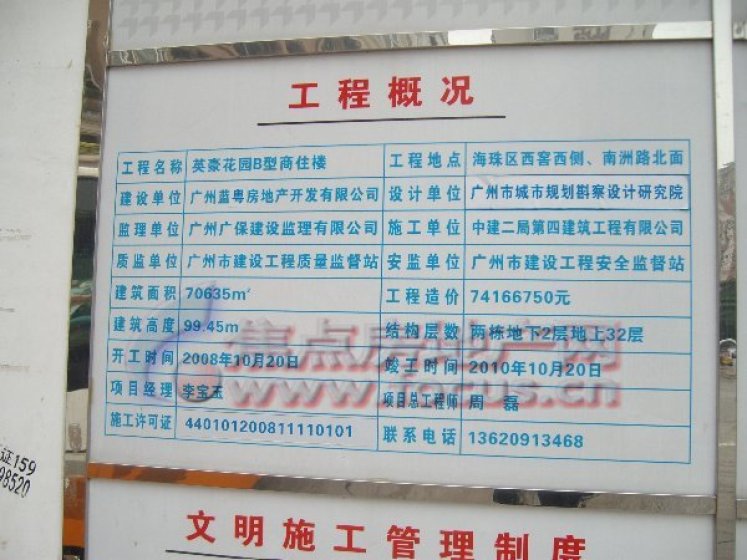 工程概况
工程名称 英豪花园B型商住楼 工程地点 海珠区西窖西侧、南洲路北面
建设单位 广州蓝粤房地产开发有限公司 设计单位 广州市城市规划斟察设计研究院
监理单位 广州广保建设监理有限公司 施工单位 中建二局第四建筑工程有限公司
质监单位 广州市建设工程质量监督站 安监单位 广州市建设工程安全监督站
建筑面积 70635m² 工程造价 74166750元
建筑高度 99.45m 结构层数 两栋地下2层地上32层
开工时间 2008年10月20日 竣工时间 2010年10月20日
项目经理 李宝玉 项目总工程师 周磊
施工许可证 440101200811110101 联系电话 13620913468
焦点房地产网
www.focus.cn
证159
98520
文明施工管理制度